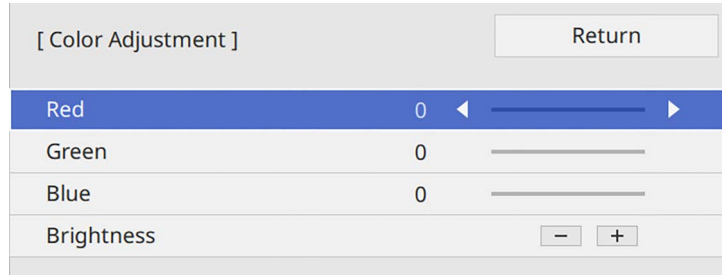 [ Color Adjustment ]
Return
Red 0
Green 0
Blue 0
Brightness − +